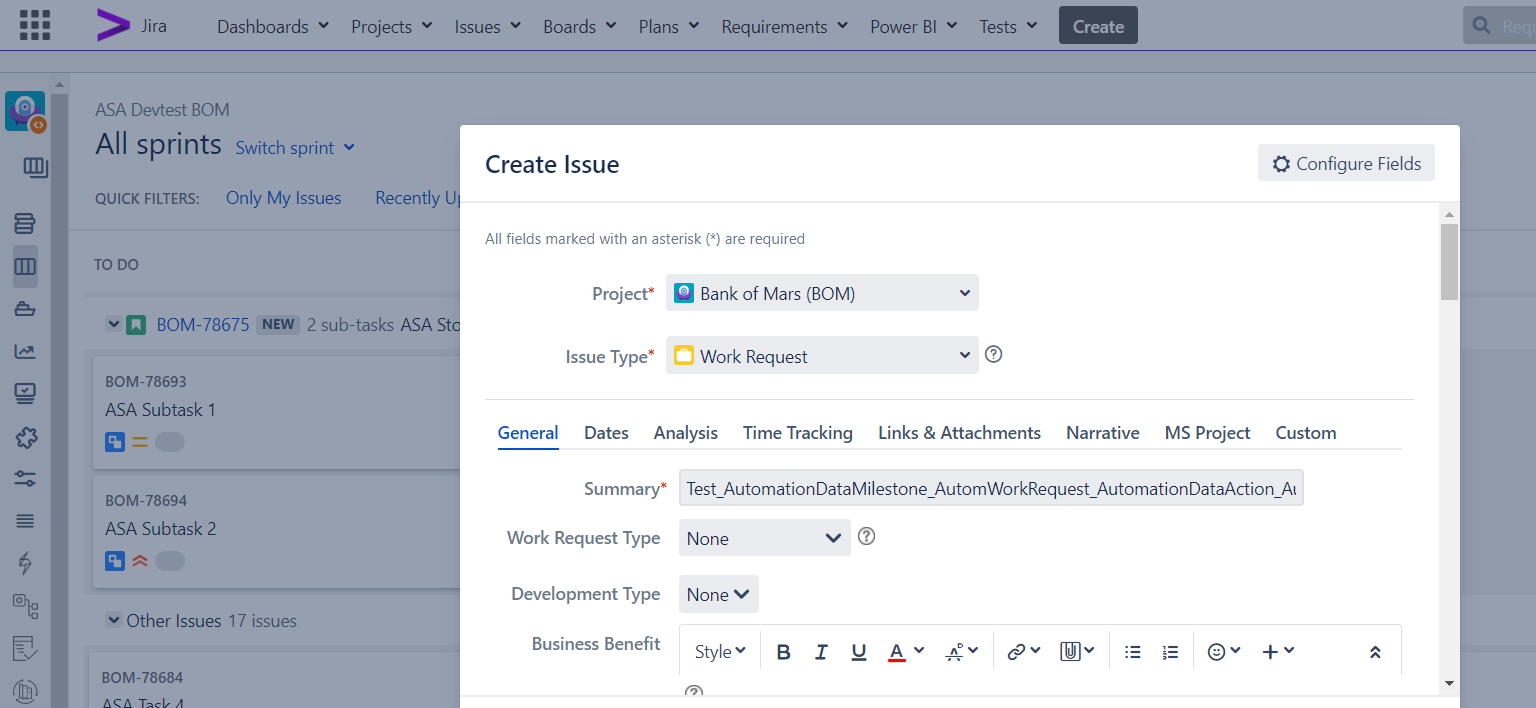 Jira Dashboards Projects Issues Boards Plans Requirements Power BI Tests Create
ASA Devtest BOM
All sprints Switch sprint
QUICK FILTERS: Only My Issues Recently
TO DO
BOM-78675 NEW 2 sub-tasks ASA
BOM-78693
ASA Subtask 1
BOM-78694
ASA Subtask 2
Other Issues 17 issues
BOM-78684
ASA Task 4
Create Issue
Configure Fields
All fields marked with an asterisk (*) are required
Project* Bank of Mars (BOM)
Issue Type* Work Request
General Dates Analysis Time Tracking Links & Attachments Narrative MS Project Custom
Summary* Test_AutomationDataMilestone_AutomWorkRequest_AutomationDataAction_Au
Work Request Type None
Development Type None
Business Benefit Style B I U A